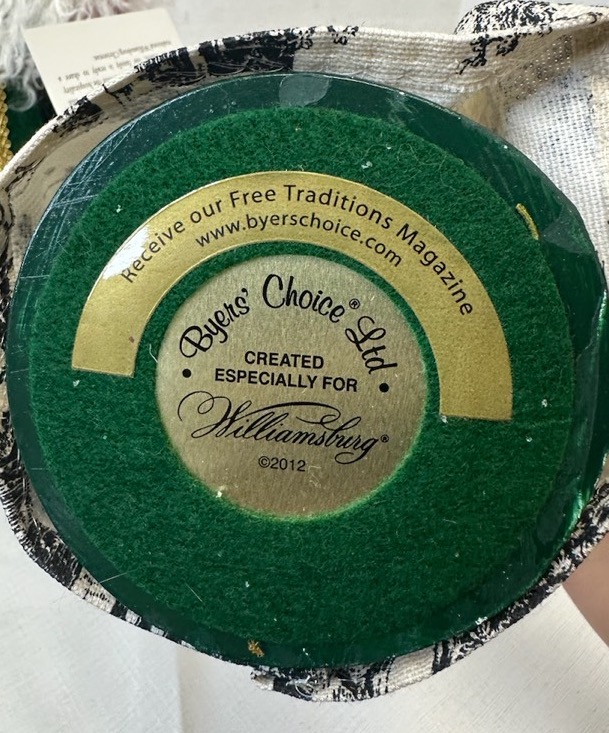 Receive our Free Traditions Magazine
www.byerschoice.com
Byers' Choice® Ltd
• CREATED •
ESPECIALLY FOR
Williamsburg®
©2012